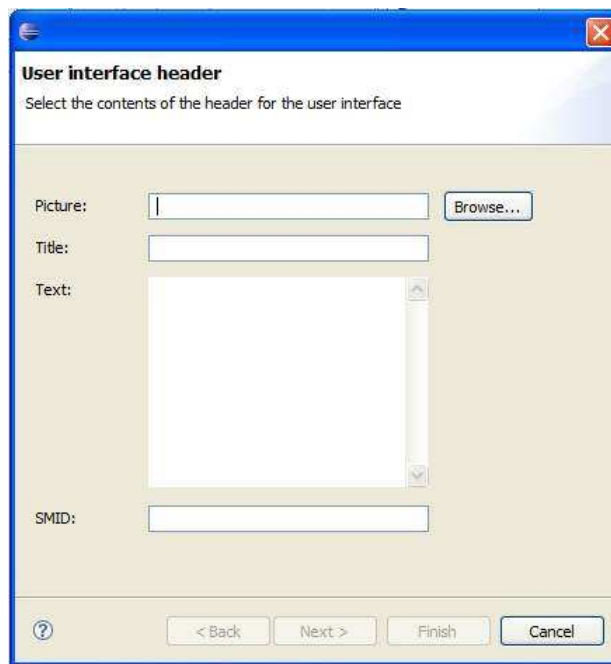 User interface header
Select the contents of the header for the user interface
Picture:
Browse...
Title:
Text:
SMID:
< Back Next > Finish Cancel